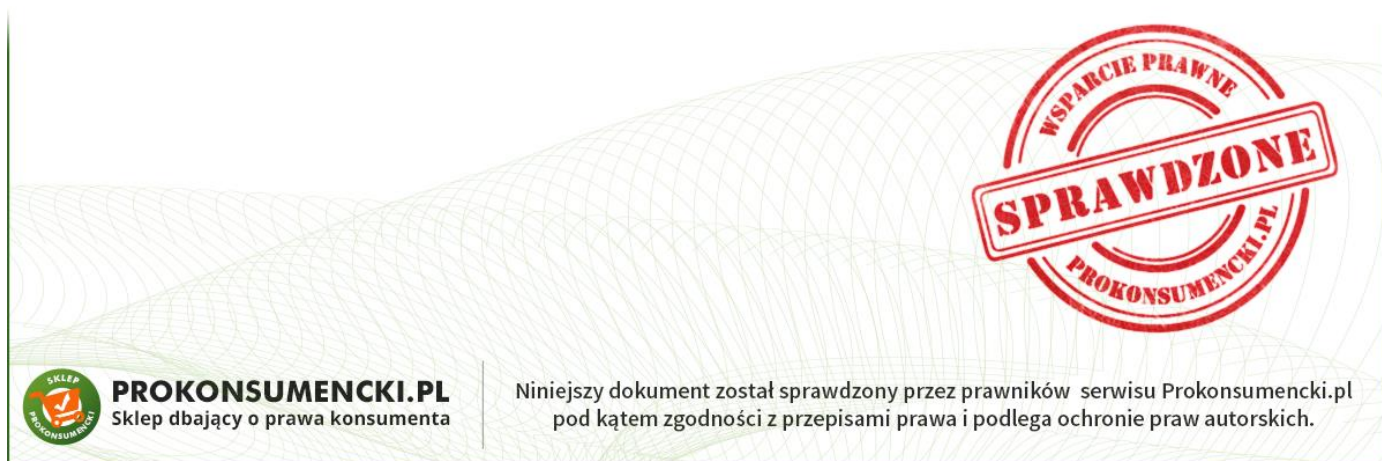 WSPARCIE PRAWNE
SPRAWDZONE
PROKONSUMENCKI.PL
SKLEP
PROKONSUMENCKI
PROKONSUMENCKI.PL
Sklep dbający o prawa konsumenta
Niniejszy dokument został sprawdzony przez prawników serwisu Prokonsumencki.pl
pod kątem zgodności z przepisami prawa i podlega ochronie praw autorskich.